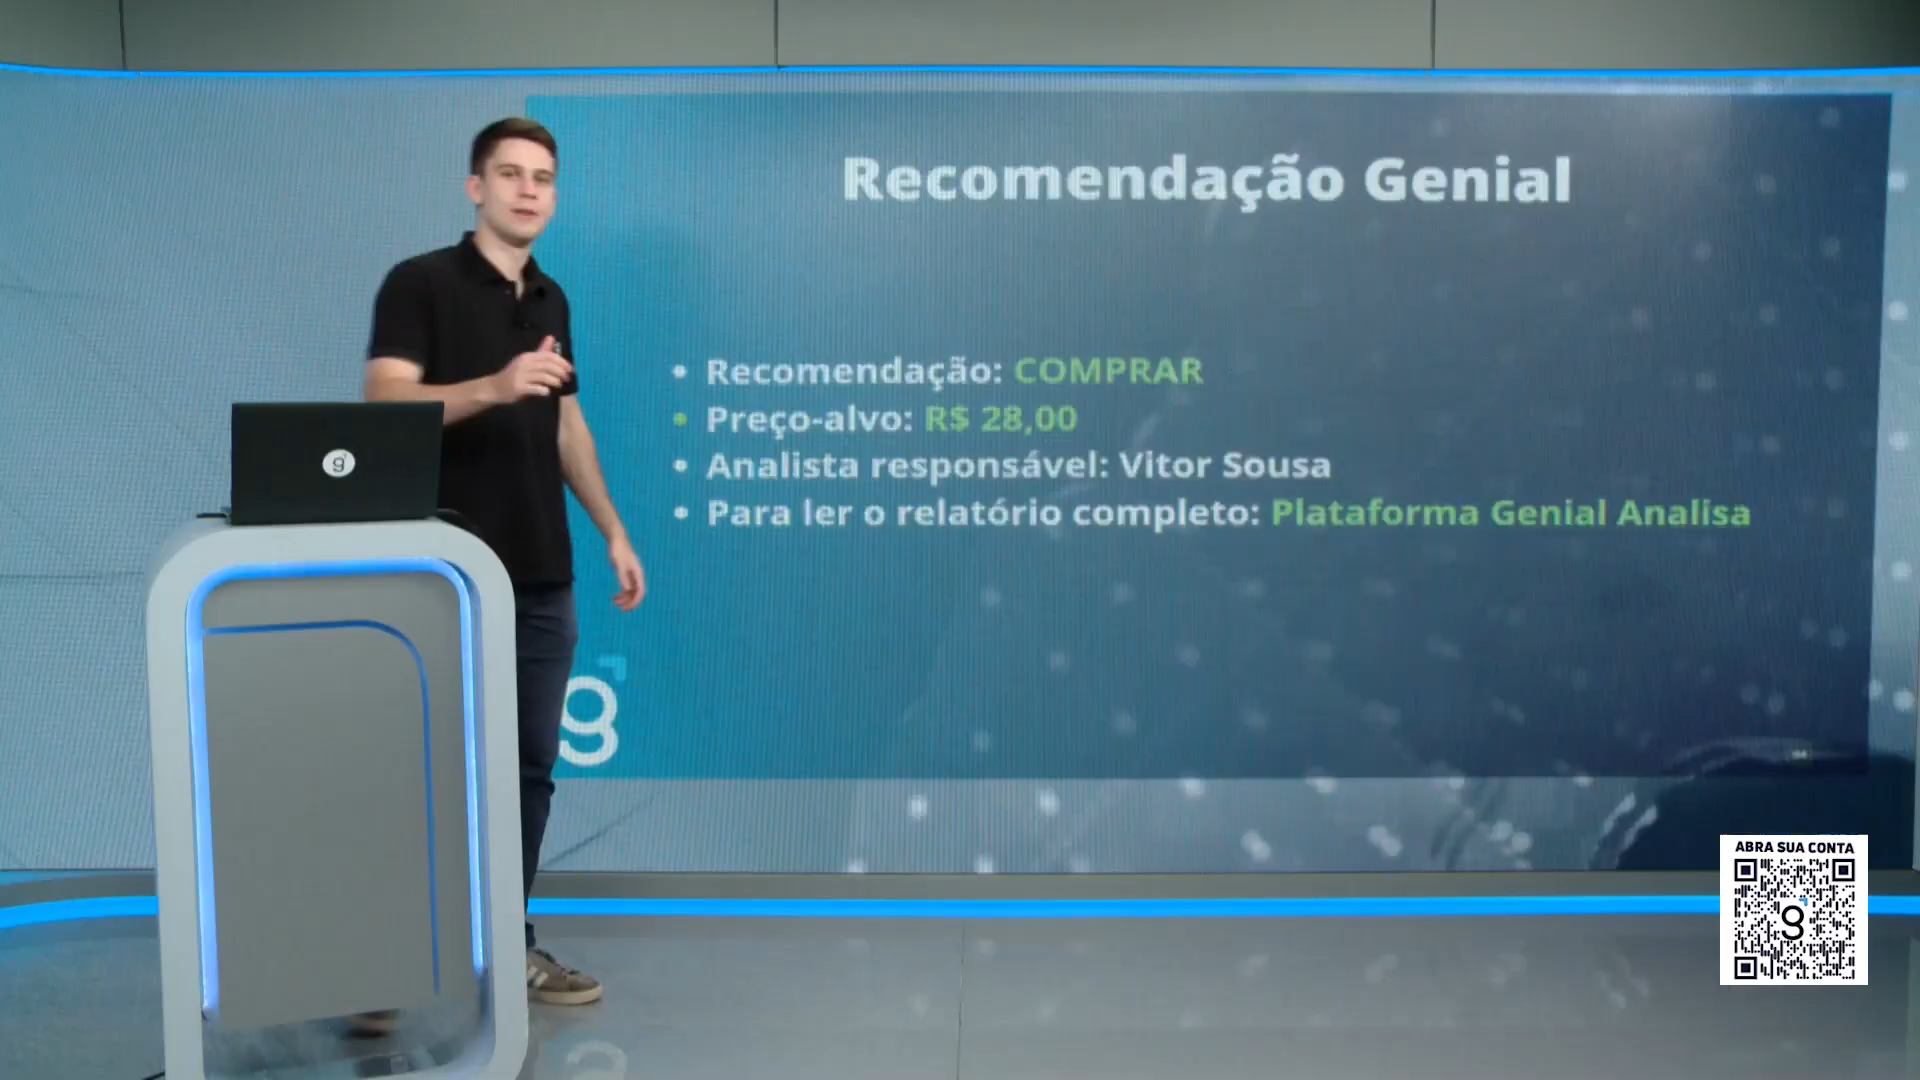 Recomendação Genial
• Recomendação: COMPRAR
• Preço-alvo: R$ 28,00
• Analista responsável: Vitor Sousa
• Para ler o relatório completo: Plataforma Genial Analisa
g
g
ABRA SUA CONTA
g